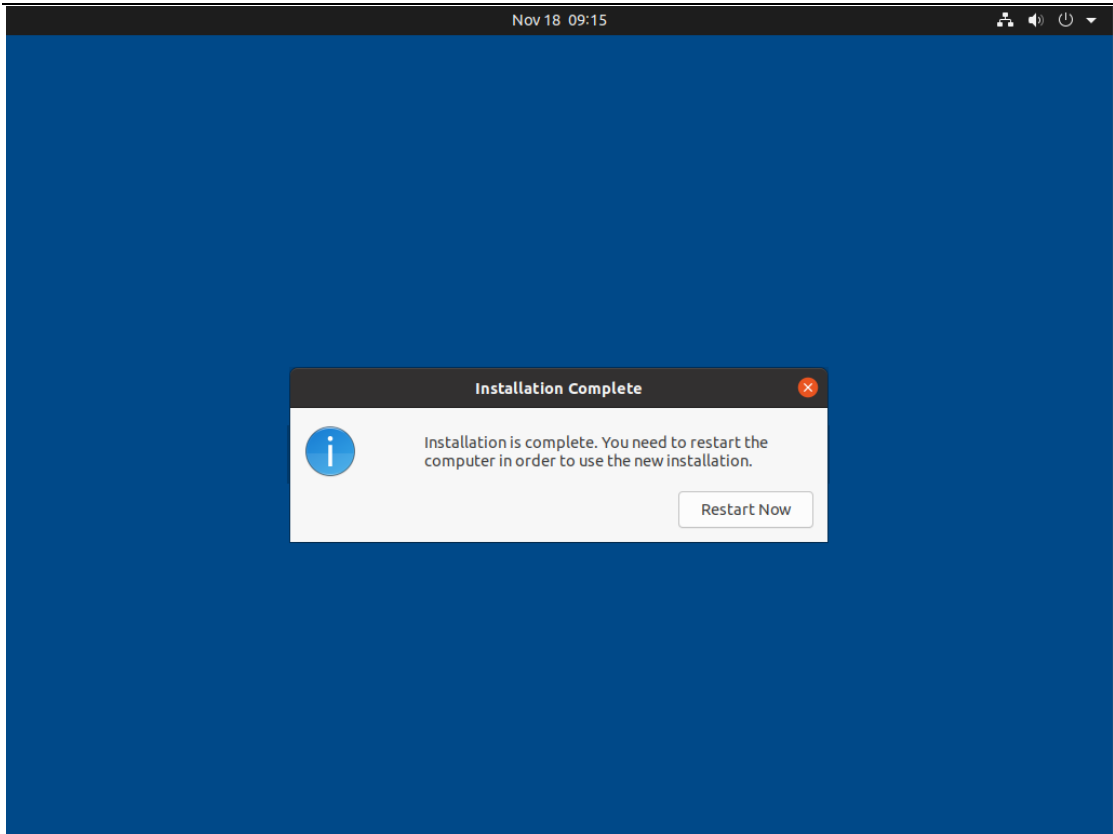 Nov 18 09:15
Installation Complete
Installation is complete. You need to restart the
computer in order to use the new installation.
Restart Now